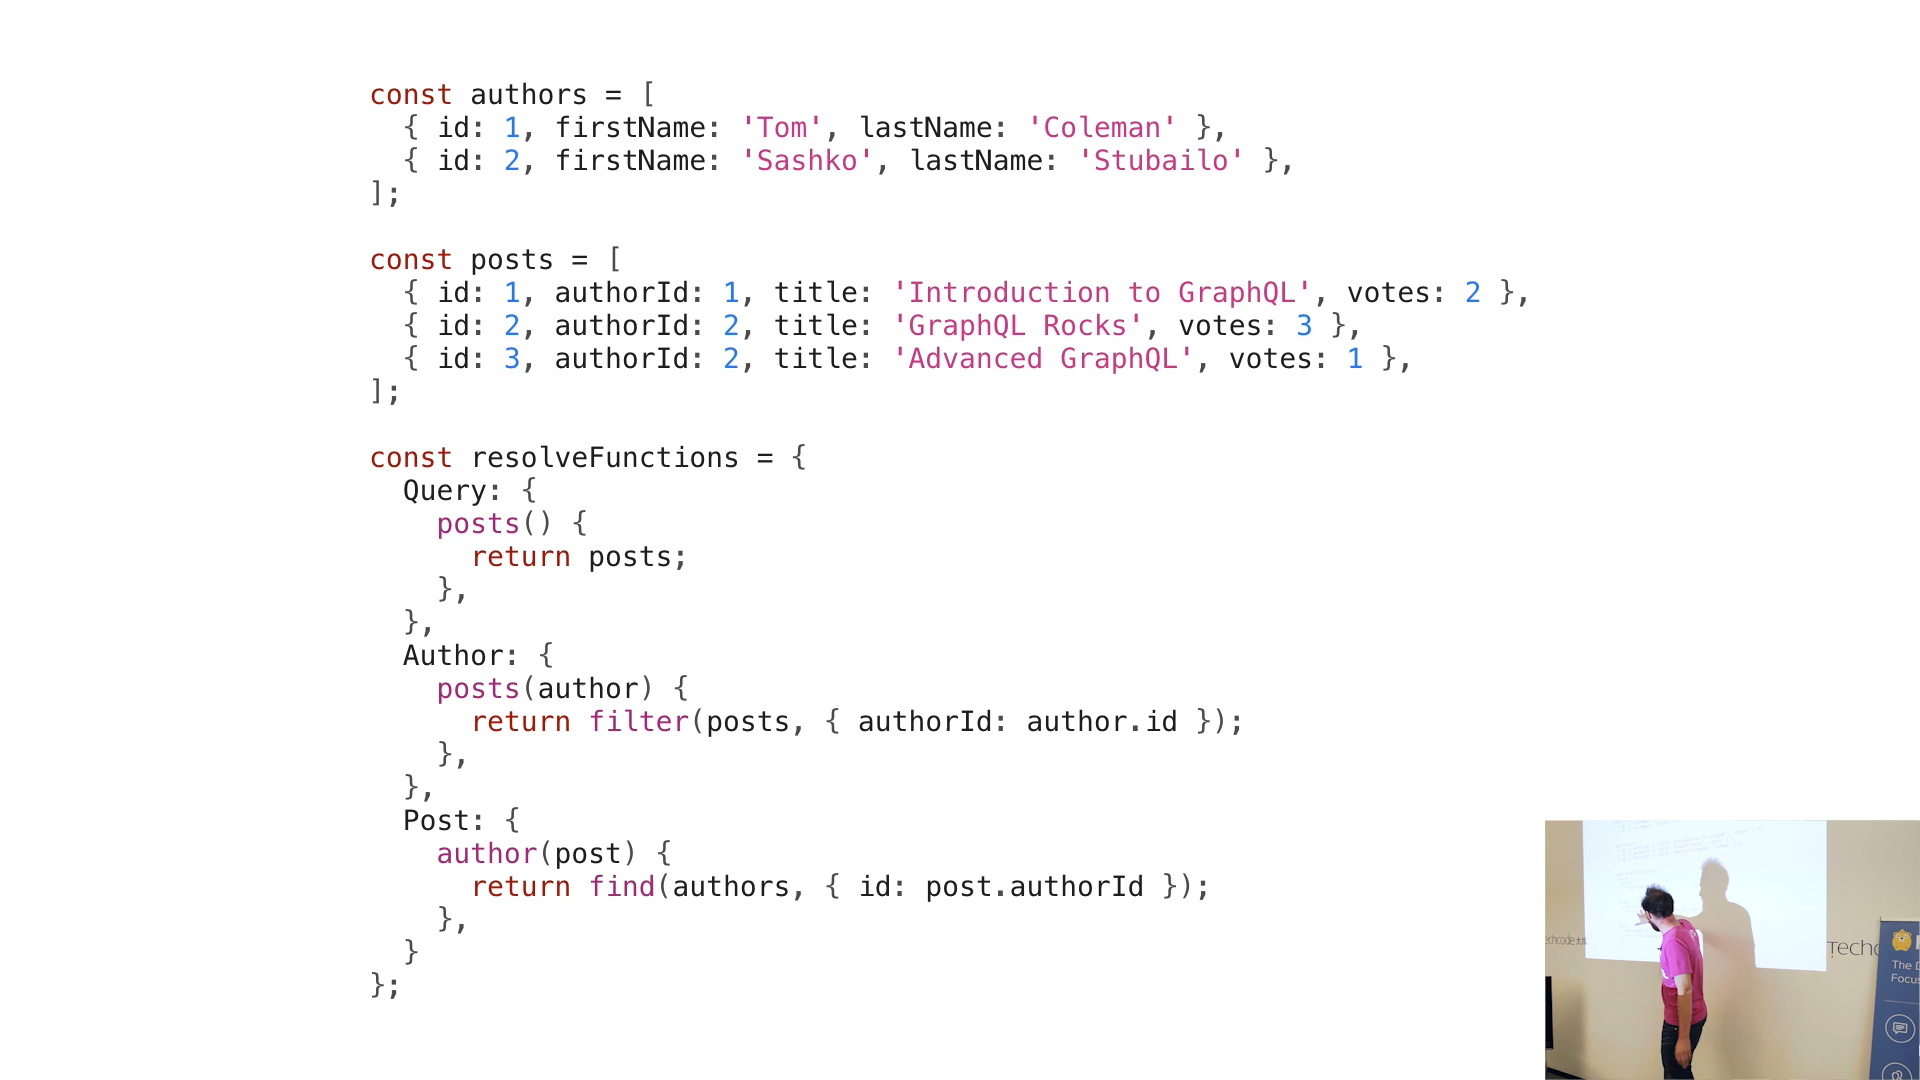 const authors = [
  { id: 1, firstName: 'Tom', lastName: 'Coleman' },
  { id: 2, firstName: 'Sashko', lastName: 'Stubailo' },
];

const posts = [
  { id: 1, authorId: 1, title: 'Introduction to GraphQL', votes: 2 },
  { id: 2, authorId: 2, title: 'GraphQL Rocks', votes: 3 },
  { id: 3, authorId: 2, title: 'Advanced GraphQL', votes: 1 },
];

const resolveFunctions = {
  Query: {
    posts() {
      return posts;
    },
  },
  Author: {
    posts(author) {
      return filter(posts, { authorId: author.id });
    },
  },
  Post: {
    author(post) {
      return find(authors, { id: post.authorId });
    },
  }
};
Techc
The
Focus